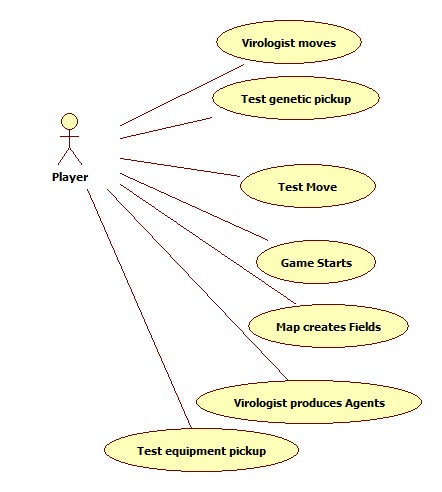 Virologist moves
Test genetic pickup
Player
Test Move
Game Starts
Map creates Fields
Virologist produces Agents
Test equipment pickup